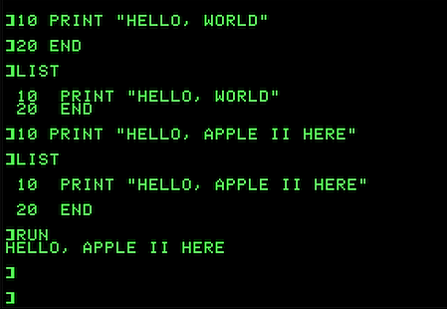 ]10 PRINT "HELLO, WORLD"
]20 END
]LIST
 10  PRINT "HELLO, WORLD"
 20  END
]10 PRINT "HELLO, APPLE II HERE"
]LIST
 10  PRINT "HELLO, APPLE II HERE"
 20  END
]RUN
HELLO, APPLE II HERE
]
]